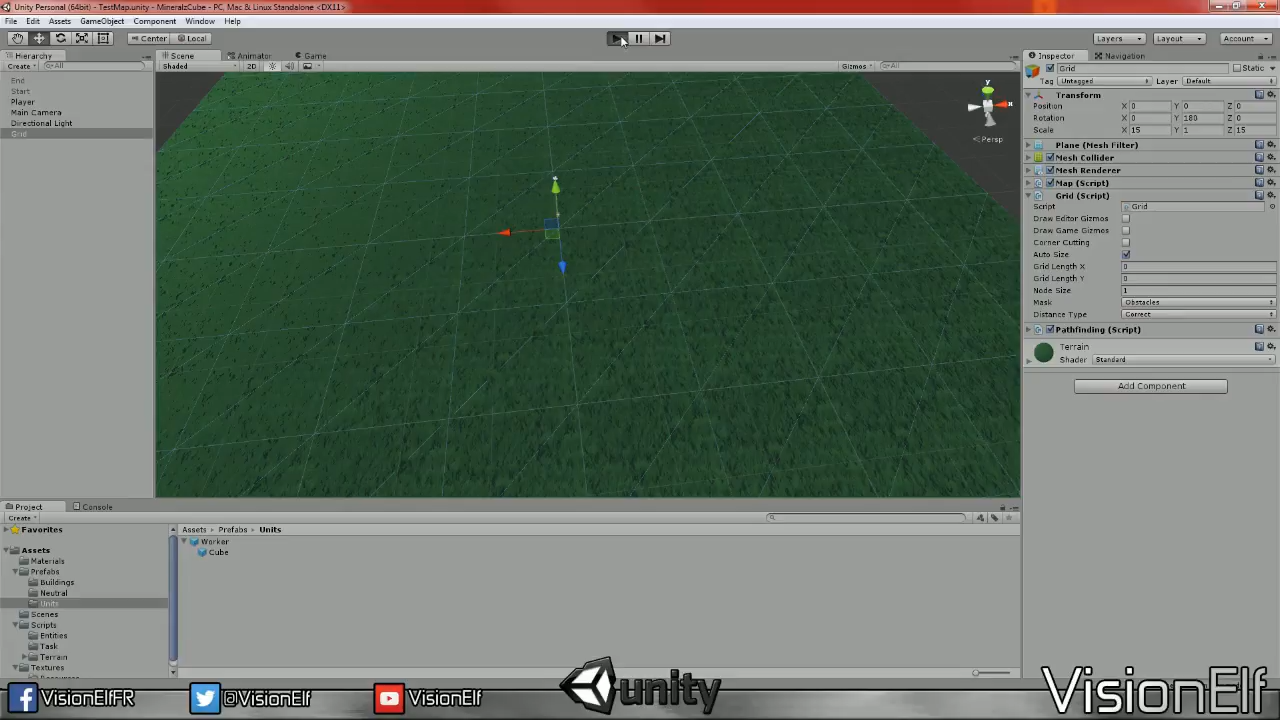 Unity Personal (64bit) - TestMap.unity - MineralzCube - PC, Mac & Linux Standalone <DX11>
File Edit Assets GameObject Component Window Help
Center Local Layers Layout Account
Hierarchy
Create All
End
Start
Player
Main Camera
Directional Light
Grid
Scene Animator Game
Shaded 2D Gizmos All
y
x
Persp
Inspector Navigation
Grid Static
Tag Untagged Layer Default
Transform
Position X 0 Y 0 Z 0
Rotation X 0 Y 180 Z 0
Scale X 15 Y 1 Z 15
Plane (Mesh Filter)
Mesh Collider
Mesh Renderer
Map (Script)
Grid (Script)
Script Grid
Draw Editor Gizmos
Draw Game Gizmos
Corner Cutting
Auto Size
Grid Length X 0
Grid Length Y 0
Node Size 1
Mask Obstacles
Distance Type Correct
Pathfinding (Script)
Terrain
Shader Standard
Add Component
Project Console
Create
Favorites
Assets
Materials
Prefabs
Buildings
Neutral
Units
Scenes
Scripts
Entities
Task
Terrain
Textures
Assets Prefabs Units
Worker
Cube
VisionElfFR @VisionElf VisionElf unity VisionElf